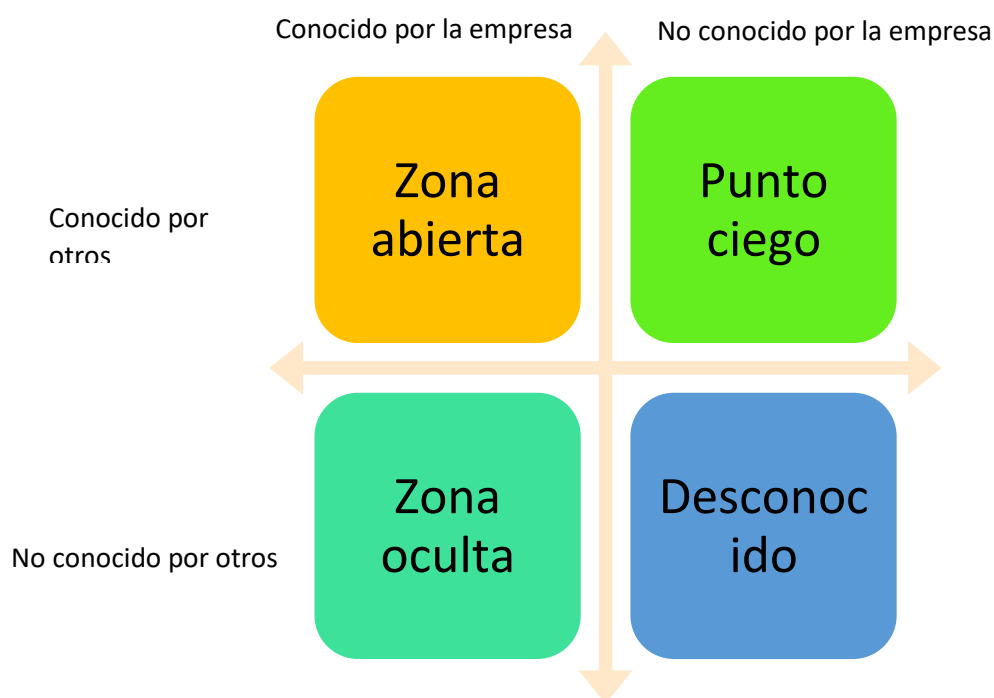 Conocido por la empresa
No conocido por la empresa
Zona
abierta
Punto
ciego
Conocido por
otros
Zona
oculta
Desconoc
ido
No conocido por otros